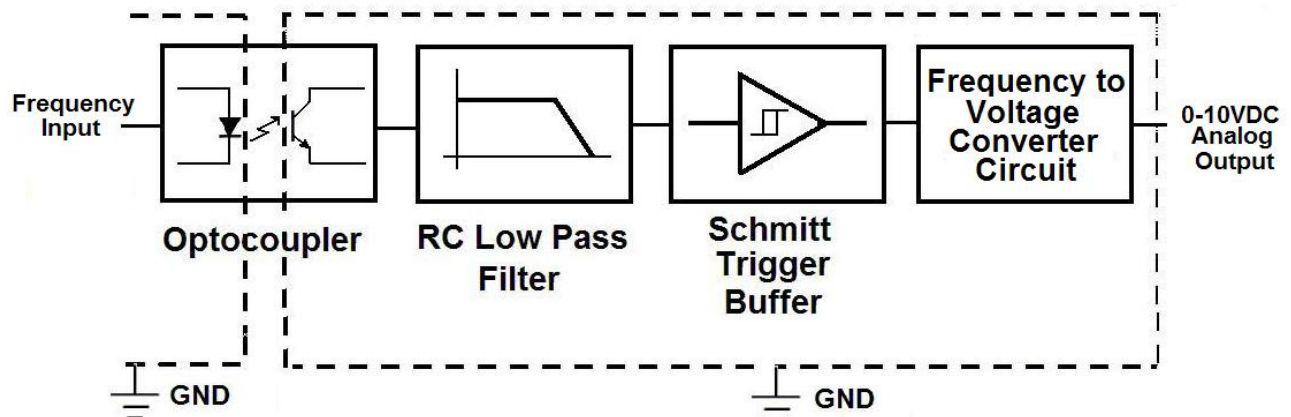 Frequency
Input
Optocoupler
RC Low Pass
Filter
Schmitt
Trigger
Buffer
Frequency to
Voltage
Converter
Circuit
0-10VDC
Analog
Output
GND
GND